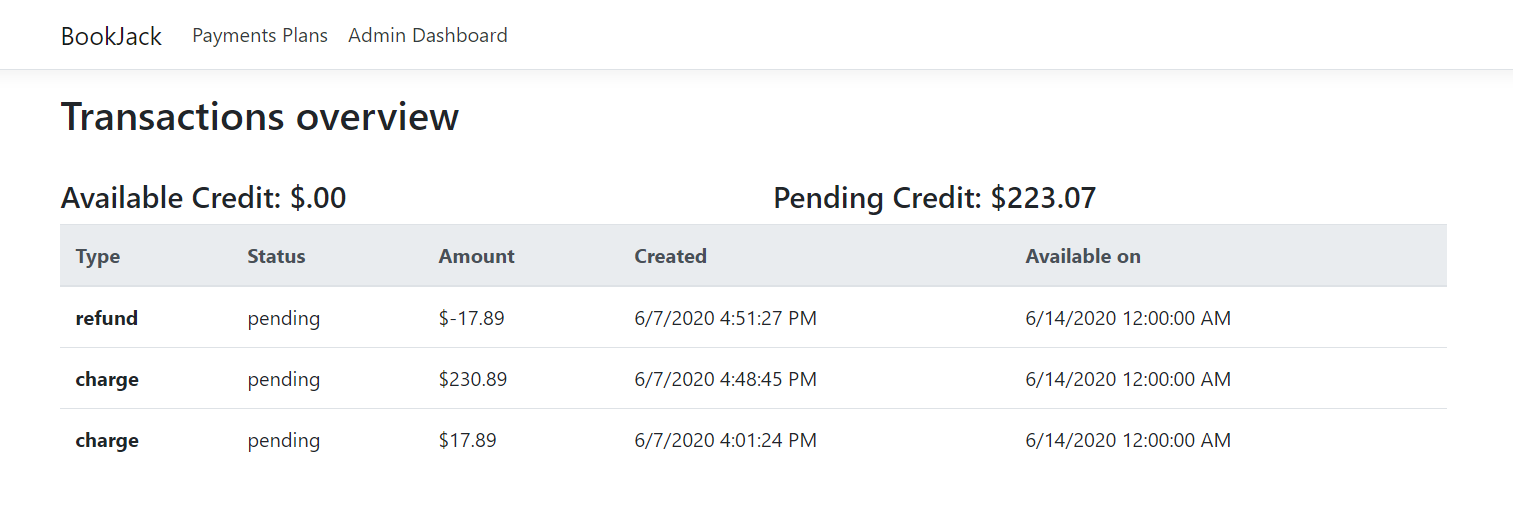 BookJack Payments Plans Admin Dashboard
Transactions overview
Available Credit: $.00 Pending Credit: $223.07
Type Status Amount Created Available on
refund pending $-17.89 6/7/2020 4:51:27 PM 6/14/2020 12:00:00 AM
charge pending $230.89 6/7/2020 4:48:45 PM 6/14/2020 12:00:00 AM
charge pending $17.89 6/7/2020 4:01:24 PM 6/14/2020 12:00:00 AM